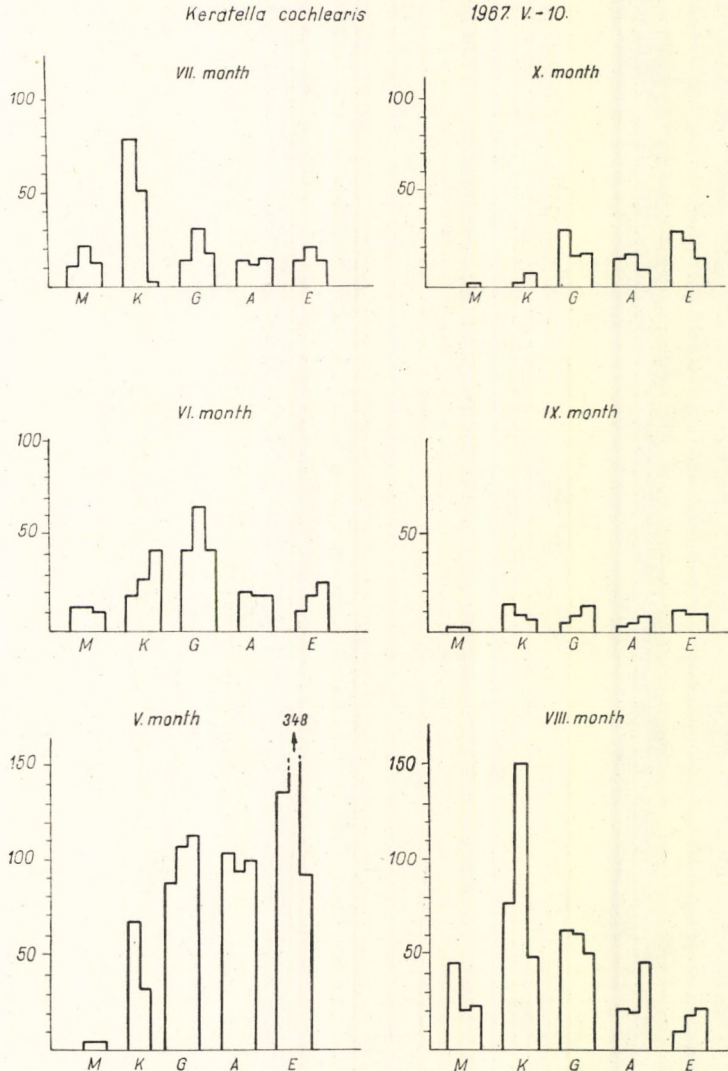 Keratella cochlearis 1967. V.-10.
VII. month
100
50
M K G A E
X. month
100
50
M K G A E
VI. month
100
50
M K G A E
IX. month
50
M K G A E
V. month
348
150
100
50
M K G A E
VIII. month
150
100
50
M K G A E